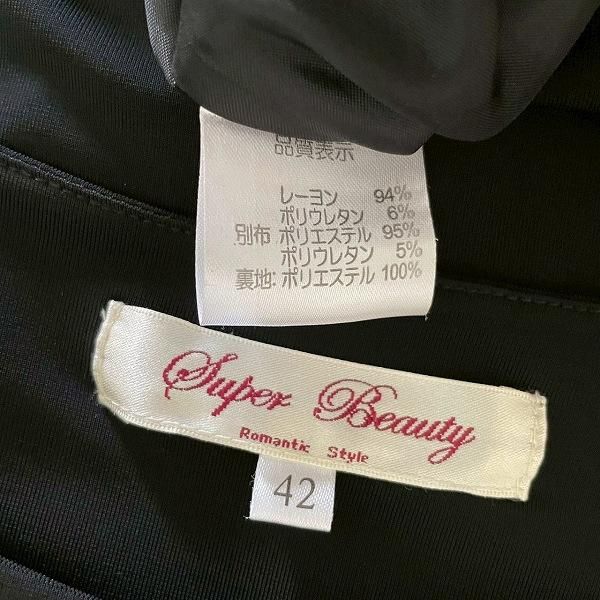 品質表示
レーヨン 94%
ポリウレタン 6%
別布 ポリエステル 95%
ポリウレタン 5%
裏地: ポリエステル 100%
Super Beauty
Romantic Style
42